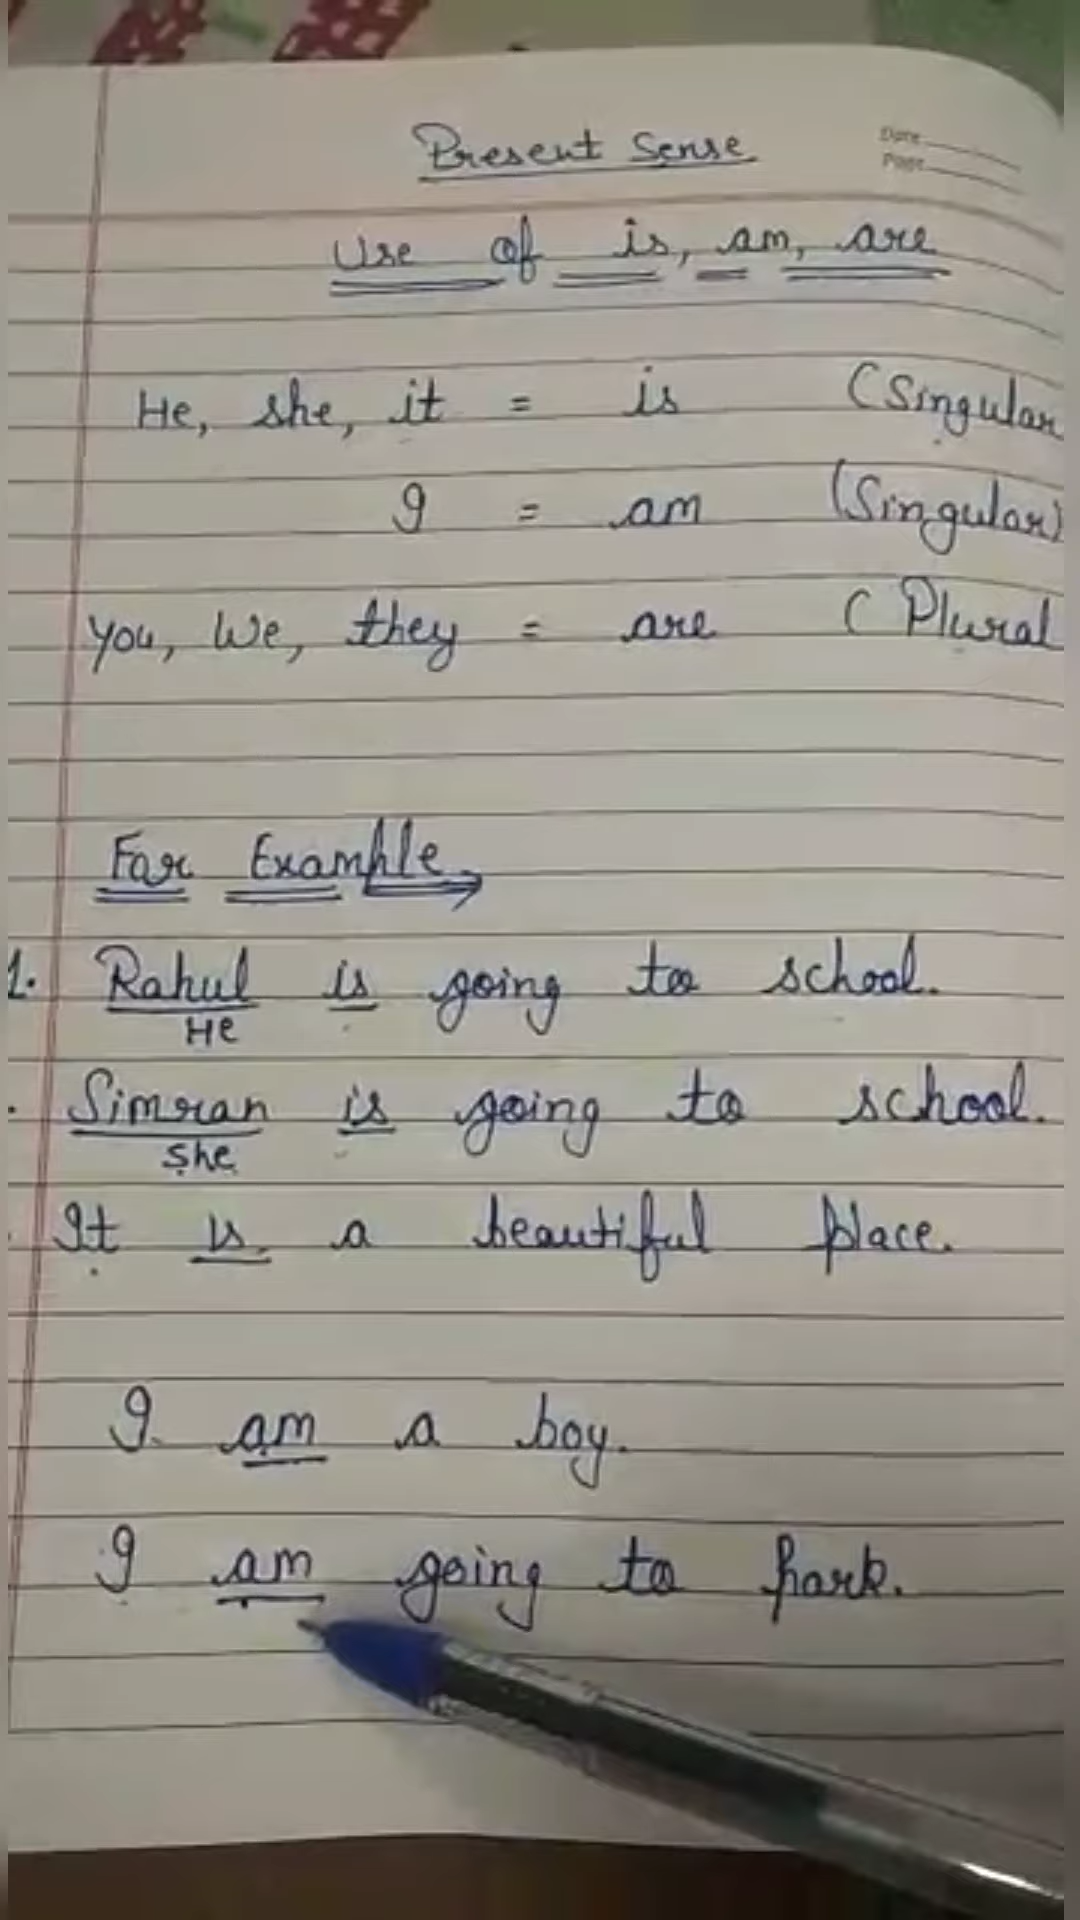 Date
Page
Present Sense
Use of is, am, are
He, she, it = is (Singular
I = am (Singular)
You, We, they = are (Plural
For Example
1. Rahul is going to school.
He
Simran is going to school.
She
It is a beautiful place.
I am a boy.
I am going to park.